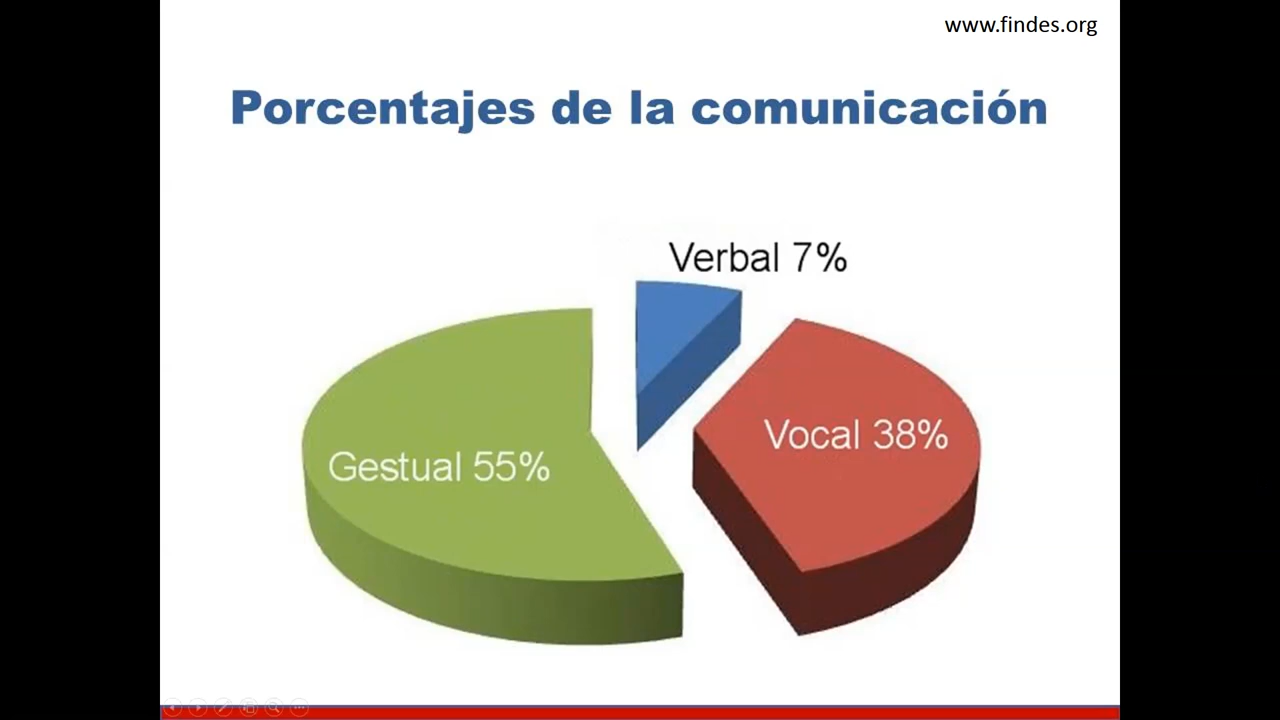 www.findes.org
Porcentajes de la comunicación
Verbal 7%
Vocal 38%
Gestual 55%